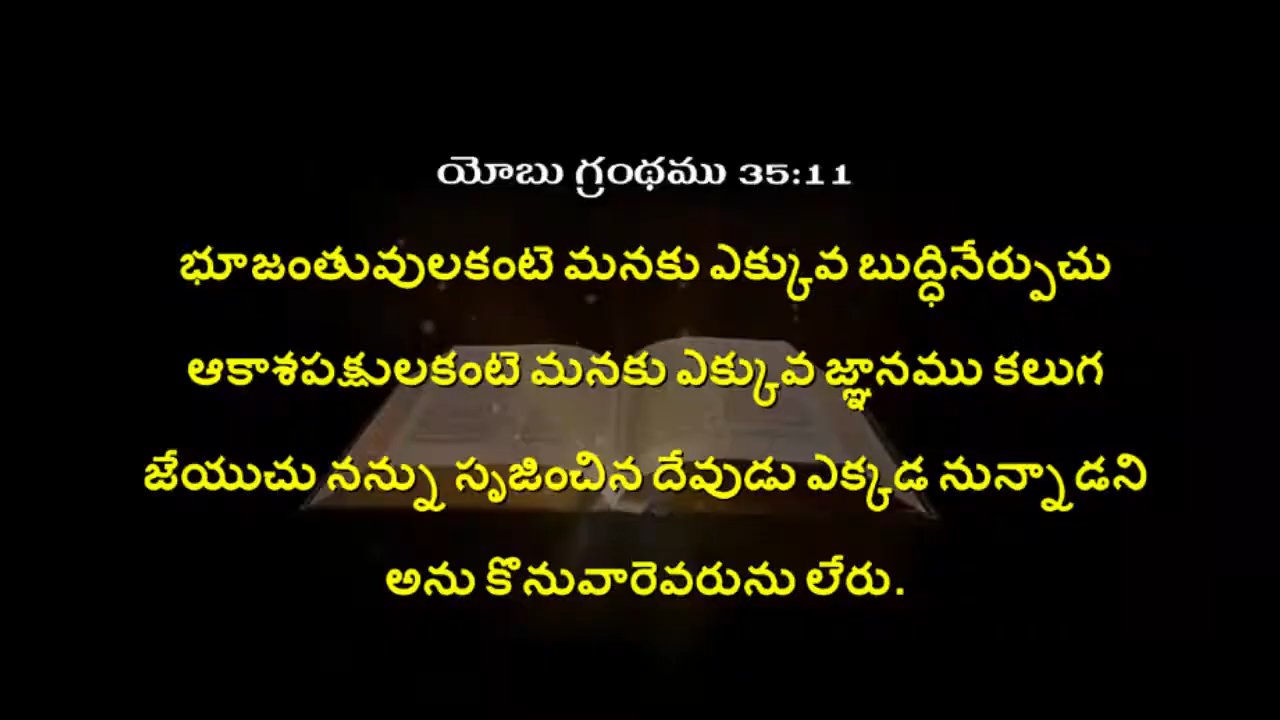 యోబు గ్రంథము 35:11
భూజంతువులకంటె మనకు ఎక్కువ బుద్ధినేర్పుచు
ఆకాశపక్షులకంటె మనకు ఎక్కువ జ్ఞానము కలుగ
జేయుచు నన్ను సృజించిన దేవుడు ఎక్కడ నున్నాడని
అను కొనువారెవరును లేరు.